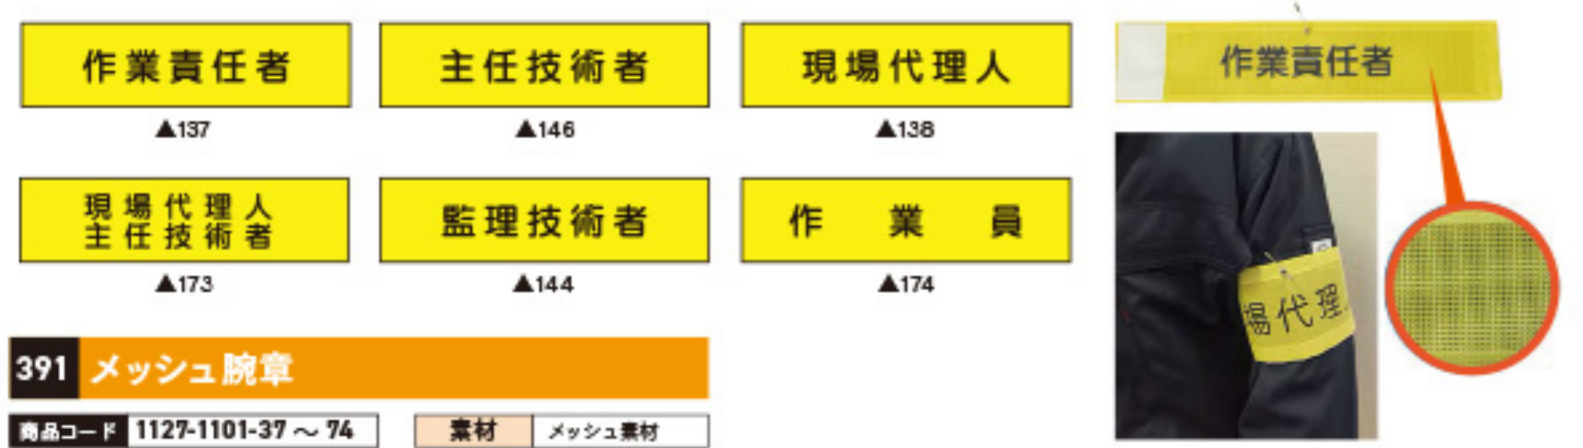 作業責任者
主任技術者
現場代理人
作業責任者
▲137
▲146
▲138
現場代理人
主任技術者
監理技術者
作業員
▲173
▲144
▲174
場代理
391 メッシュ腕章
商品コード 1127-1101-37 ～ 74
素材 メッシュ素材